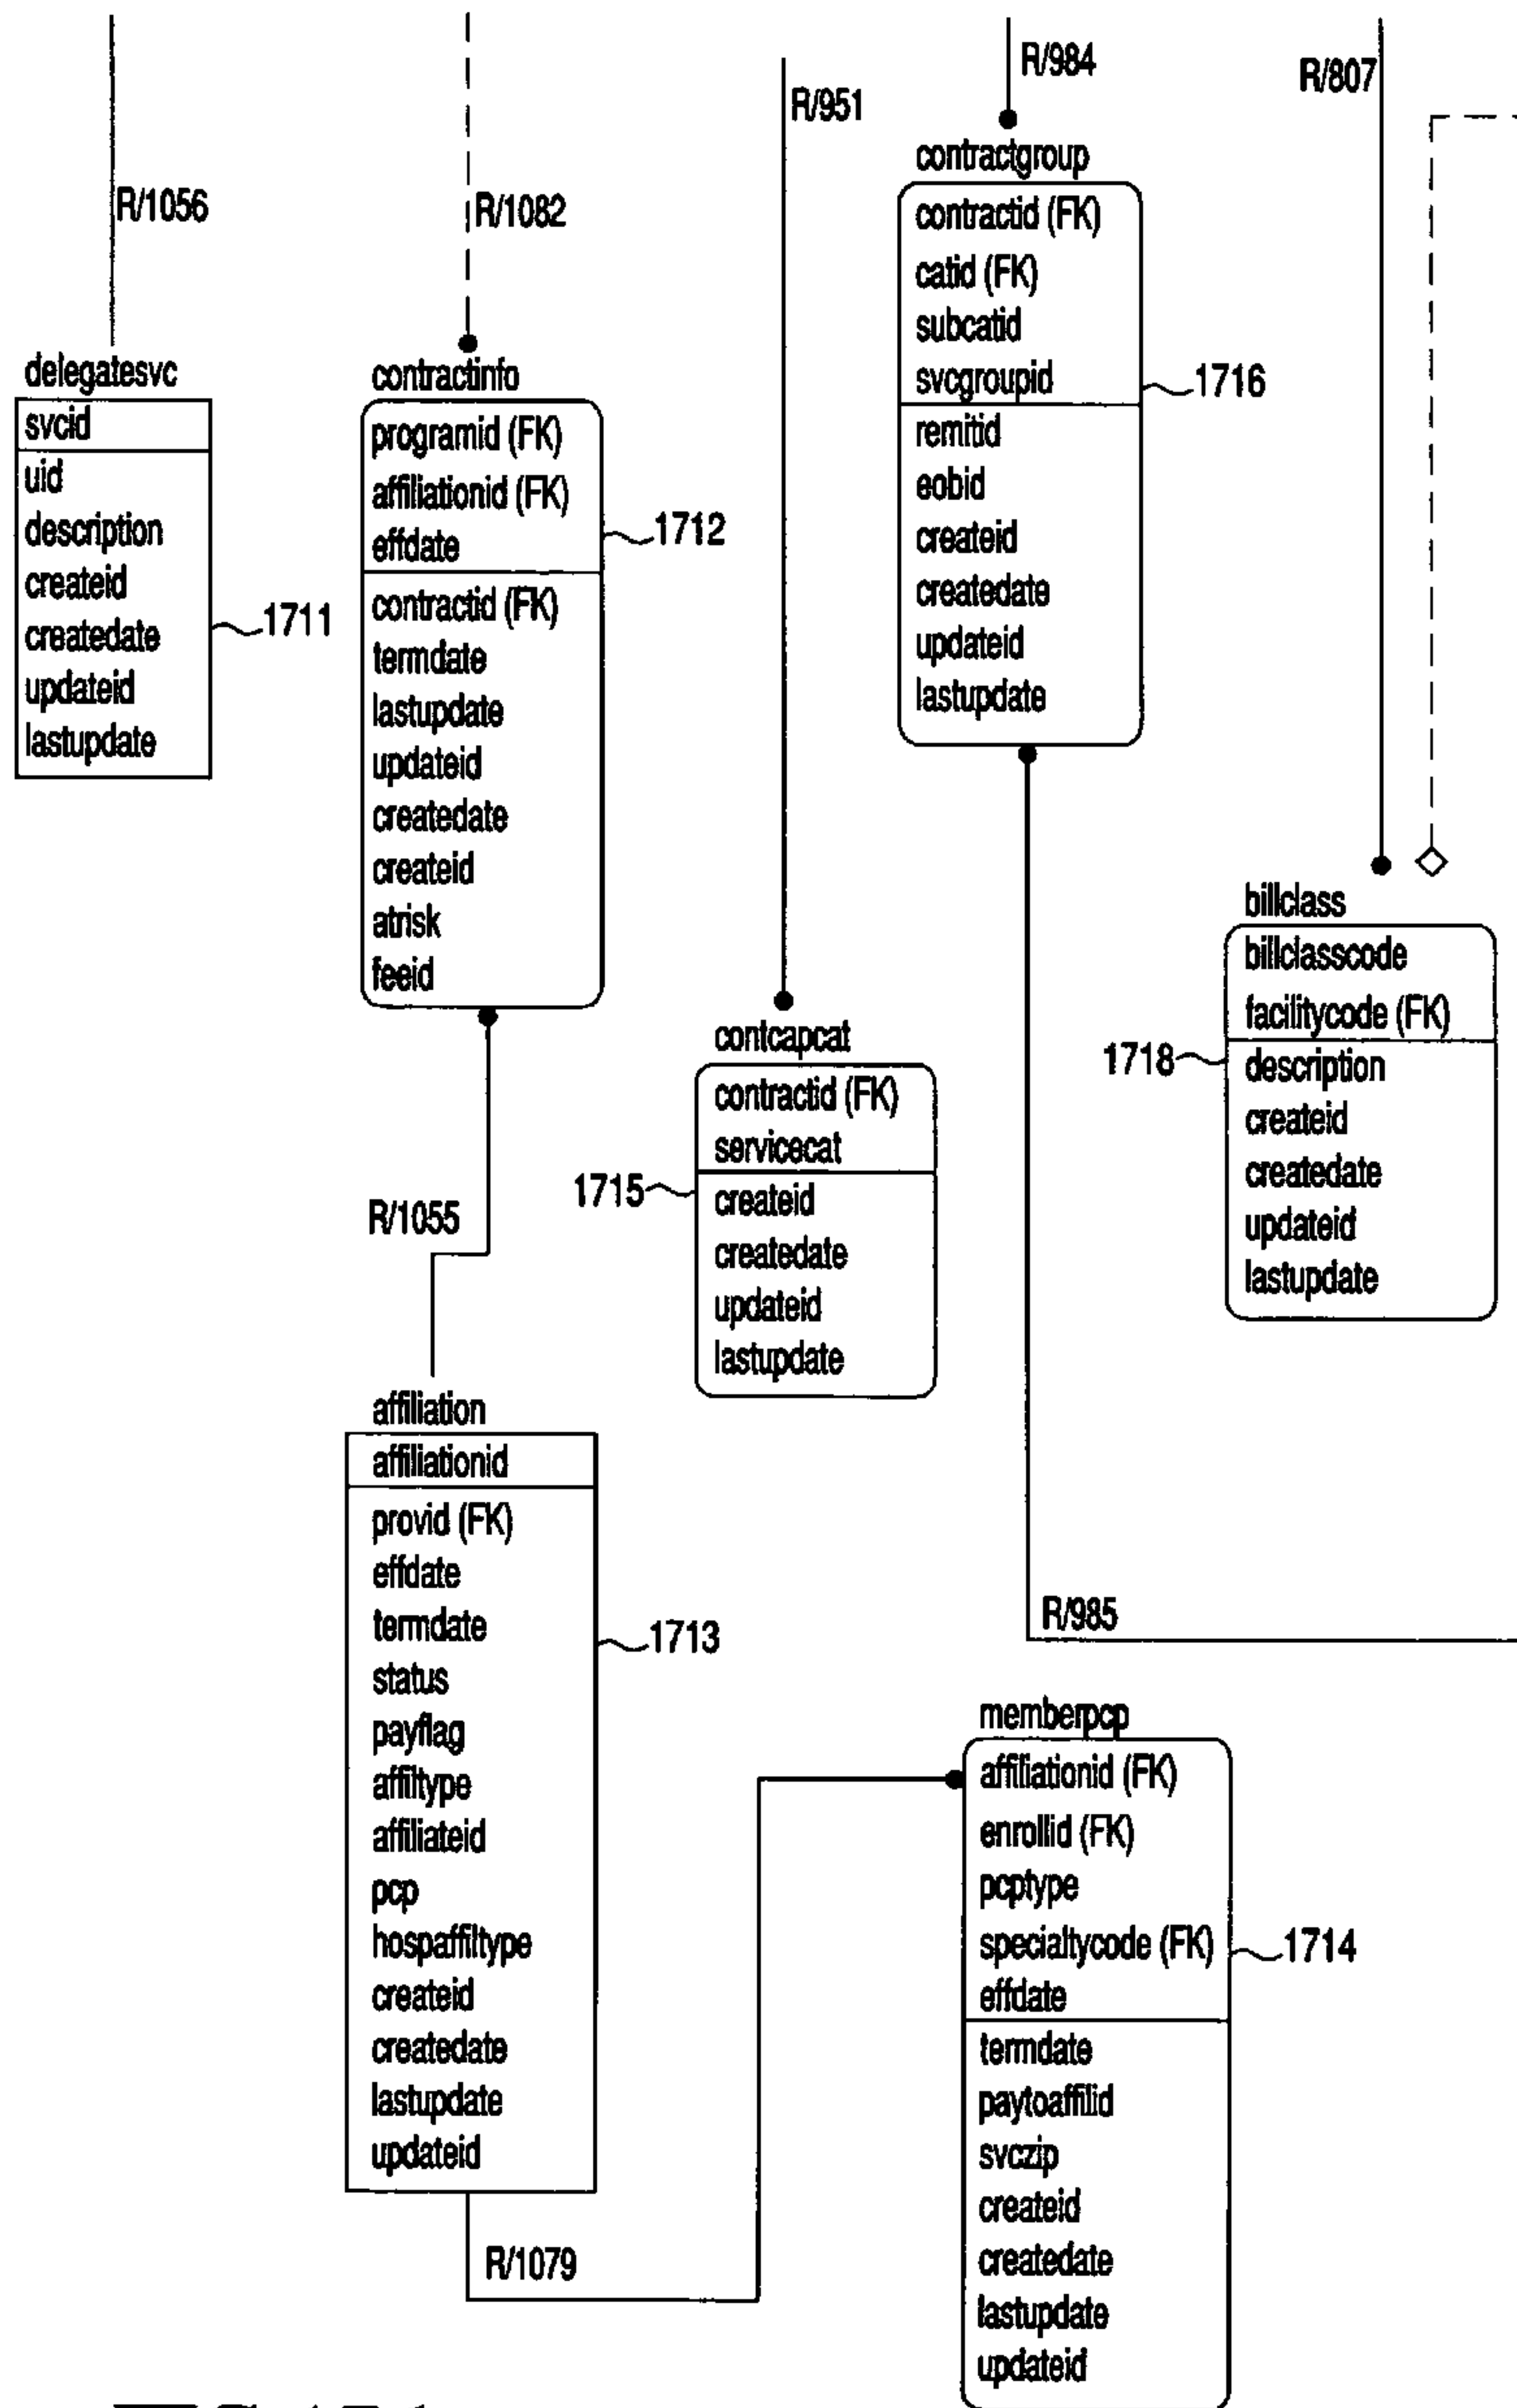 R/1056
R/1082
R/951
R/984
R/807
delegatesvc
svcid
uid
description
createid
createdate
updateid
lastupdate
1711
contractinfo
programid (FK)
affiliationid (FK)
effdate
contractid (FK)
termdate
lastupdate
updateid
createdate
createid
atrisk
feeid
1712
contractgroup
contractid (FK)
catid (FK)
subcatid
svcgroupid
remitid
eobid
createid
createdate
updateid
lastupdate
1716
contcapcat
contractid (FK)
servicecat
createid
createdate
updateid
lastupdate
1715
billclass
billclasscode
facilitycode (FK)
description
createid
createdate
updateid
lastupdate
1718
R/1055
affiliation
affiliationid
provid (FK)
effdate
termdate
status
payflag
affiltype
affiliateid
pcp
hospaffiltype
createid
createdate
lastupdate
updateid
1713
R/985
R/1079
memberpcp
affiliationid (FK)
enrollid (FK)
pcptype
specialtycode (FK)
effdate
termdate
paytoaffilid
svczip
createid
createdate
lastupdate
updateid
1714